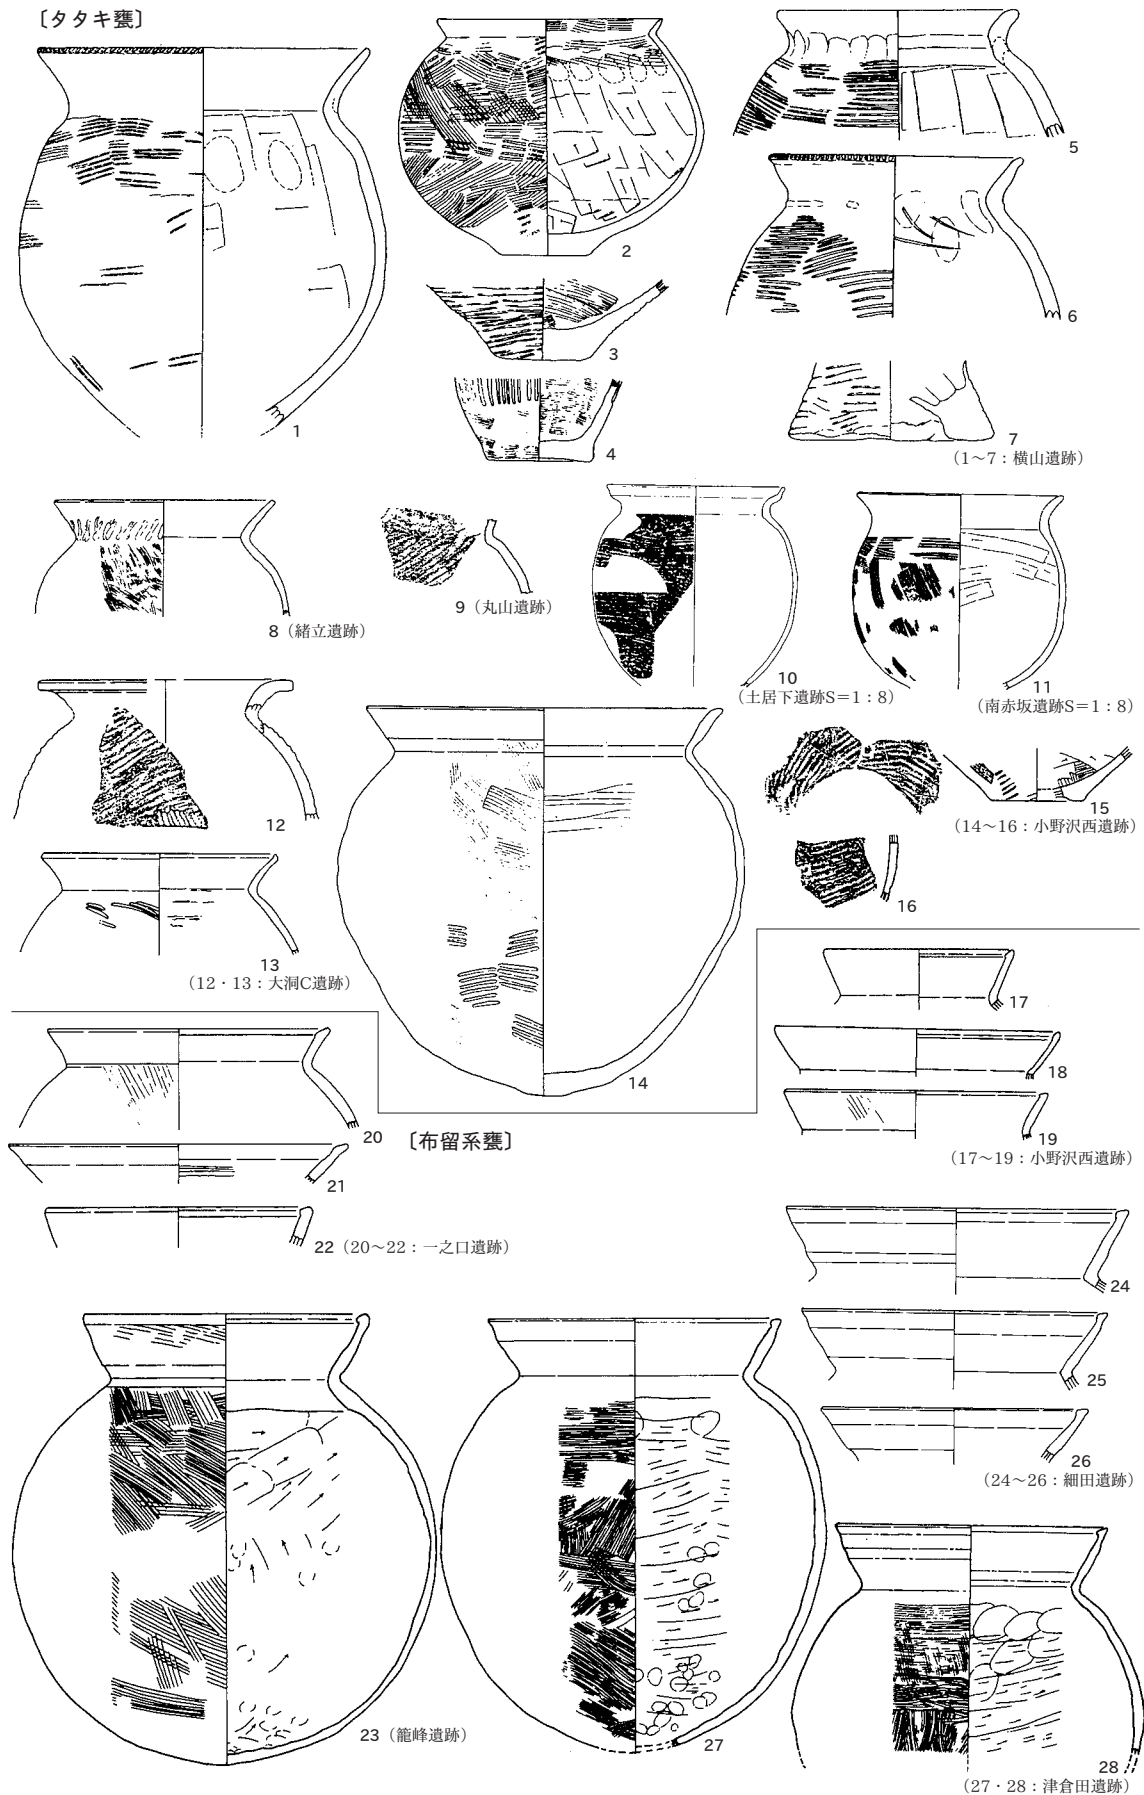 〔タタキ甕〕
1
2
3
4
5
6
7
（1～7：横山遺跡）
8（緒立遺跡）
9（丸山遺跡）
10
（土居下遺跡S＝1：8）
11
（南赤坂遺跡S＝1：8）
12
13
（12・13：大洞C遺跡）
14
15
（14～16：小野沢西遺跡）
16
17
18
19
（17～19：小野沢西遺跡）
20
〔布留系甕〕
21
22（20～22：一之口遺跡）
23（籠峰遺跡）
24
25
26
（24～26：細田遺跡）
27
28
（27・28：津倉田遺跡）